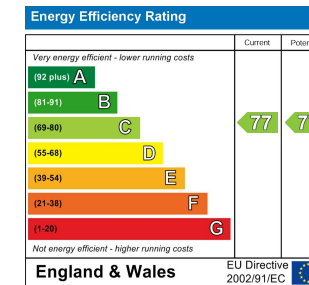 Energy Efficiency Rating
Current
Very energy efficient - lower running costs
(92 plus) A
(81-91) B
(69-80) C 77
(55-68) D
(39-54) E
(21-38) F
(1-20) G
Not energy efficient - higher running costs
England & Wales
EU Directive
2002/91/EC